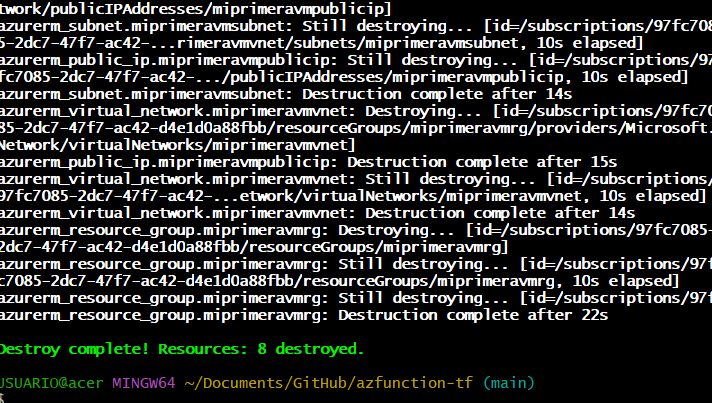 twork/publicIPAddresses/miprimeravmpublicip]
azurerm_subnet.miprimeravmsubnet: Still destroying... [id=/subscriptions/97fc708
5-2dc7-47f7-ac42-...rimeravmvnet/subnets/miprimeravmsubnet, 10s elapsed]
azurerm_public_ip.miprimeravmpublicip: Still destroying... [id=/subscriptions/97
fc7085-2dc7-47f7-ac42-.../publicIPAddresses/miprimeravmpublicip, 10s elapsed]
azurerm_subnet.miprimeravmsubnet: Destruction complete after 14s
azurerm_virtual_network.miprimeravmvnet: Destroying... [id=/subscriptions/97fc70
85-2dc7-47f7-ac42-d4e1d0a88fbb/resourceGroups/miprimeravmrg/providers/Microsoft.
Network/virtualNetworks/miprimeravmvnet]
azurerm_public_ip.miprimeravmpublicip: Destruction complete after 15s
azurerm_virtual_network.miprimeravmvnet: Still destroying... [id=/subscriptions/
97fc7085-2dc7-47f7-ac42-...etwork/virtualNetworks/miprimeravmvnet, 10s elapsed]
azurerm_virtual_network.miprimeravmvnet: Destruction complete after 14s
azurerm_resource_group.miprimeravmrg: Destroying... [id=/subscriptions/97fc7085-
2dc7-47f7-ac42-d4e1d0a88fbb/resourceGroups/miprimeravmrg]
azurerm_resource_group.miprimeravmrg: Still destroying... [id=/subscriptions/97f
c7085-2dc7-47f7-ac42-d4e1d0a88fbb/resourceGroups/miprimeravmrg, 10s elapsed]
azurerm_resource_group.miprimeravmrg: Still destroying... [id=/subscriptions/97f
azurerm_resource_group.miprimeravmrg: Destruction complete after 22s
Destroy complete! Resources: 8 destroyed.
USUARIO@acer MINGW64 ~/Documents/GitHub/azfunction-tf (main)
$